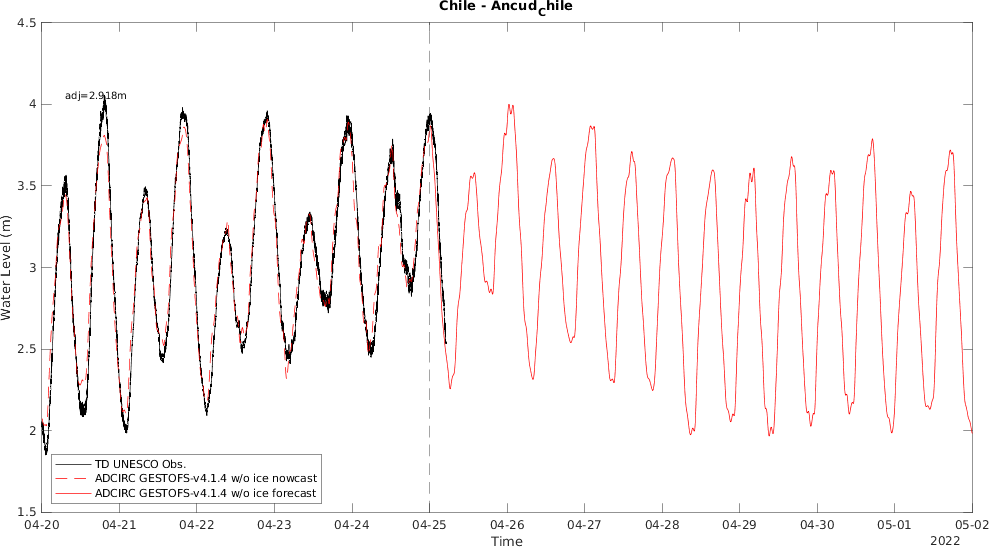 Chile - Ancud_Chile
4.5
adj=2.918m
4
3.5
3
2.5
2
1.5
Water Level (m)
TD UNESCO Obs.
ADCIRC GESTOFS-v4.1.4 w/o ice nowcast
ADCIRC GESTOFS-v4.1.4 w/o ice forecast
04-20 04-21 04-22 04-23 04-24 04-25 04-26 04-27 04-28 04-29 04-30 05-01 05-02
Time
2022